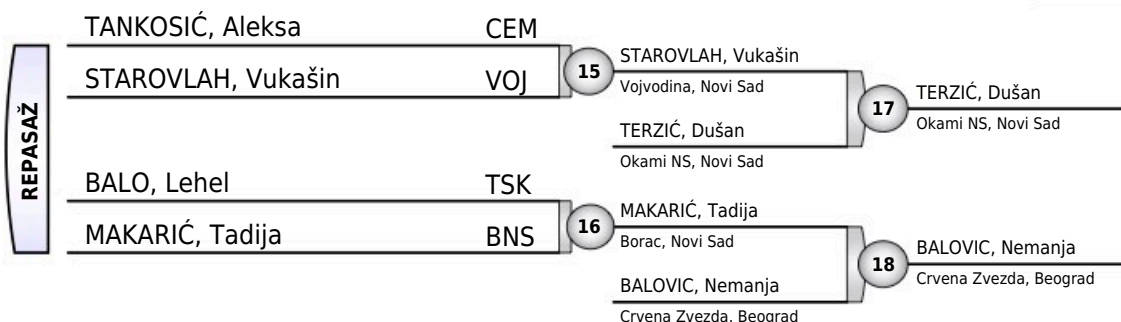 REPASAŽ
TANKOSIĆ, Aleksa CEM
STAROVLAH, Vukašin VOJ
15
STAROVLAH, Vukašin
Vojvodina, Novi Sad
TERZIĆ, Dušan
Okami NS, Novi Sad
17
TERZIĆ, Dušan
Okami NS, Novi Sad
BALO, Lehel TSK
MAKARIĆ, Tadija BNS
16
MAKARIĆ, Tadija
Borac, Novi Sad
BALOVIC, Nemanja
Crvena Zvezda, Beograd
18
BALOVIC, Nemanja
Crvena Zvezda, Beograd